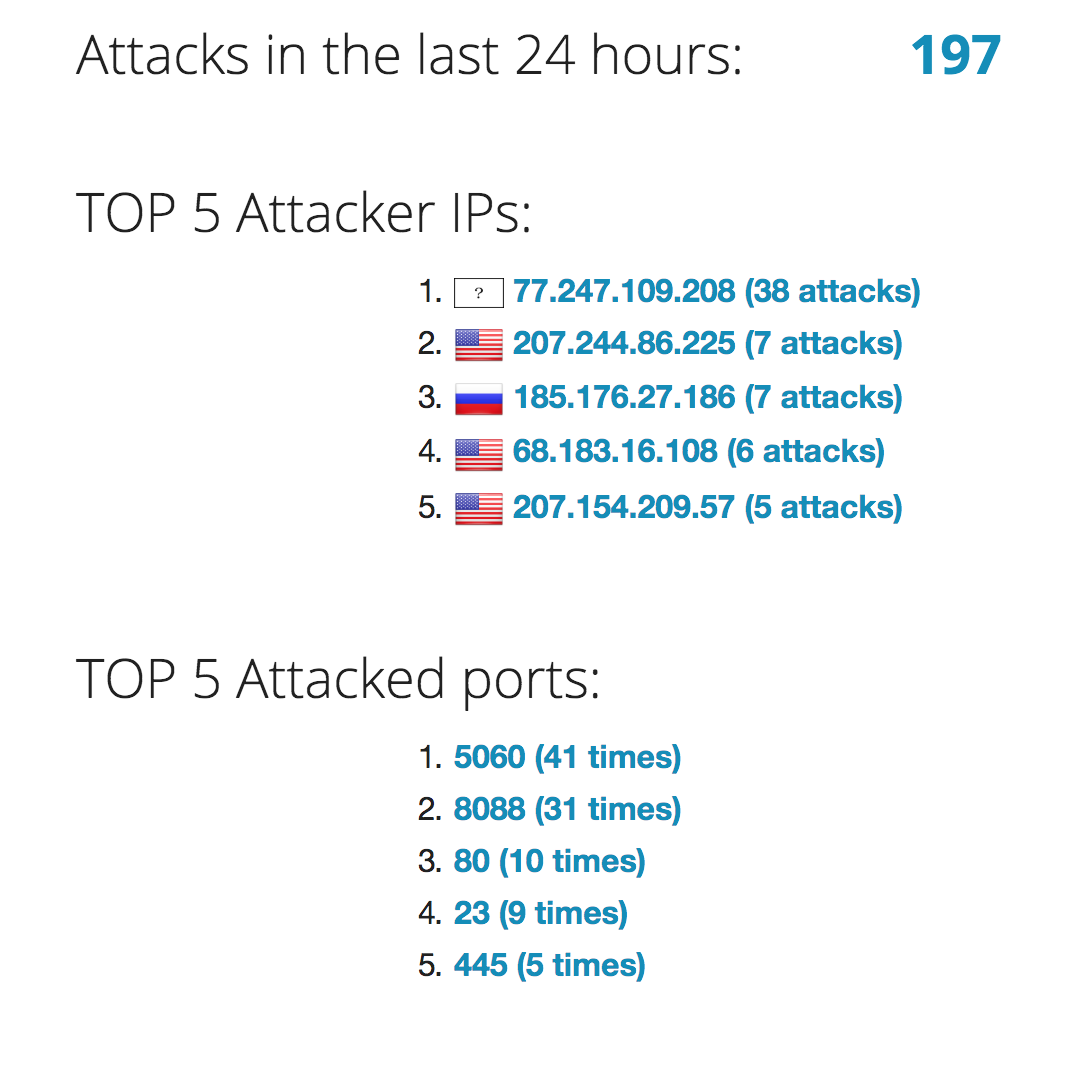 Attacks in the last 24 hours: 197
TOP 5 Attacker IPs:
1. ? 77.247.109.208 (38 attacks)
2. 207.244.86.225 (7 attacks)
3. 185.176.27.186 (7 attacks)
4. 68.183.16.108 (6 attacks)
5. 207.154.209.57 (5 attacks)
TOP 5 Attacked ports:
1. 5060 (41 times)
2. 8088 (31 times)
3. 80 (10 times)
4. 23 (9 times)
5. 445 (5 times)